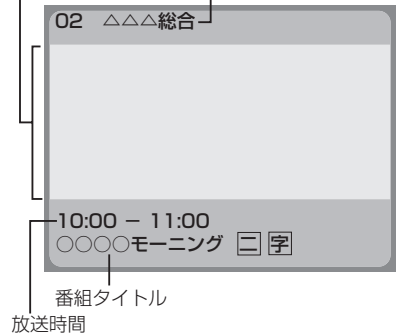 02 △△△総合
10:00 － 11:00
○○○○モーニング 二 字
番組タイトル
放送時間